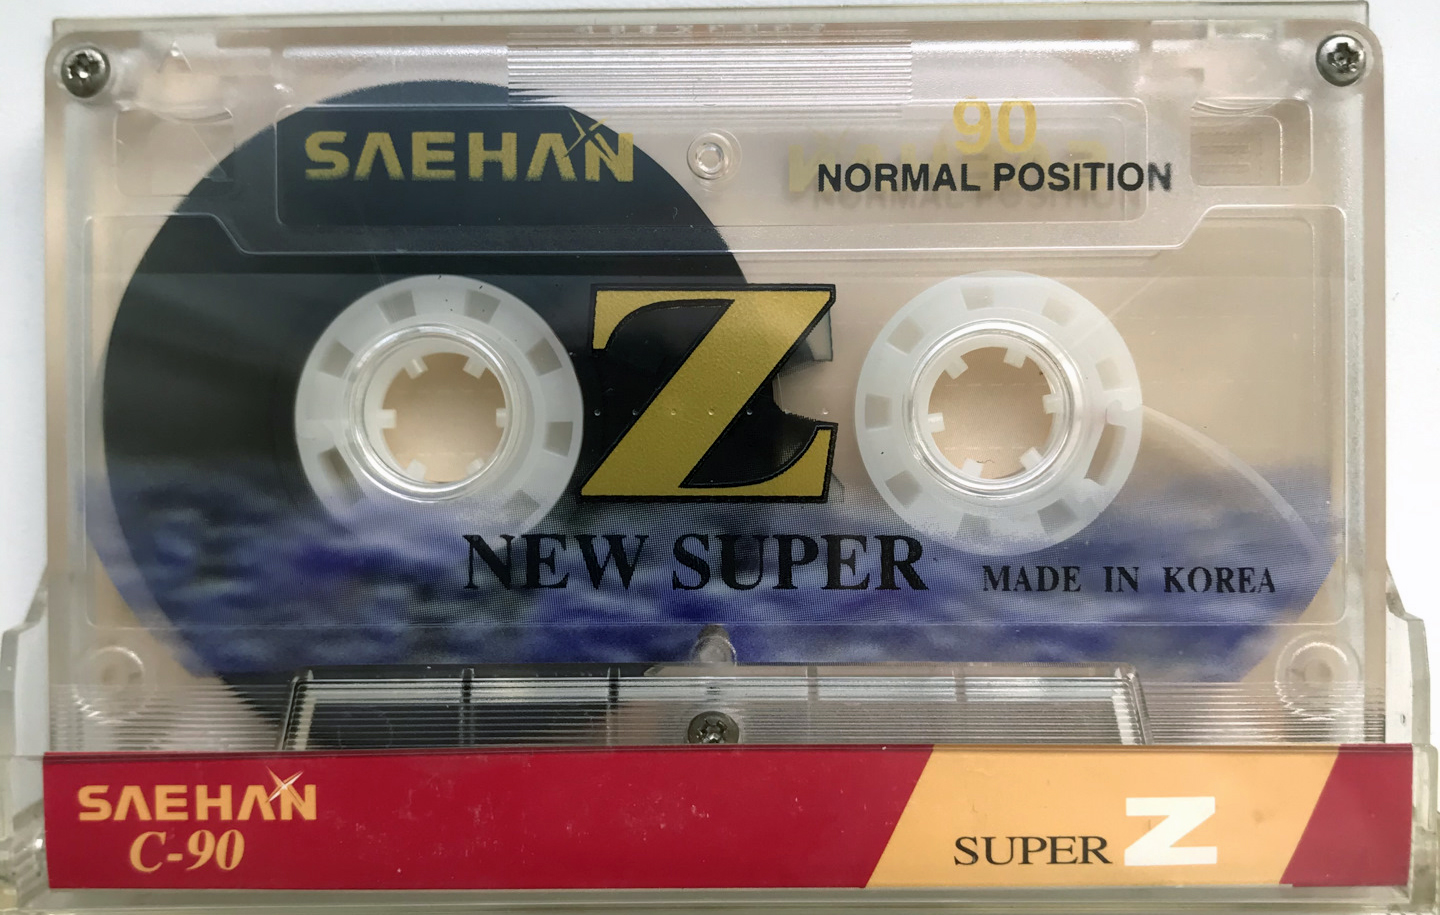 SAEHAN
90
NORMAL POSITION
Z
NEW SUPER
MADE IN KOREA
SAEHAN
C-90
SUPER Z